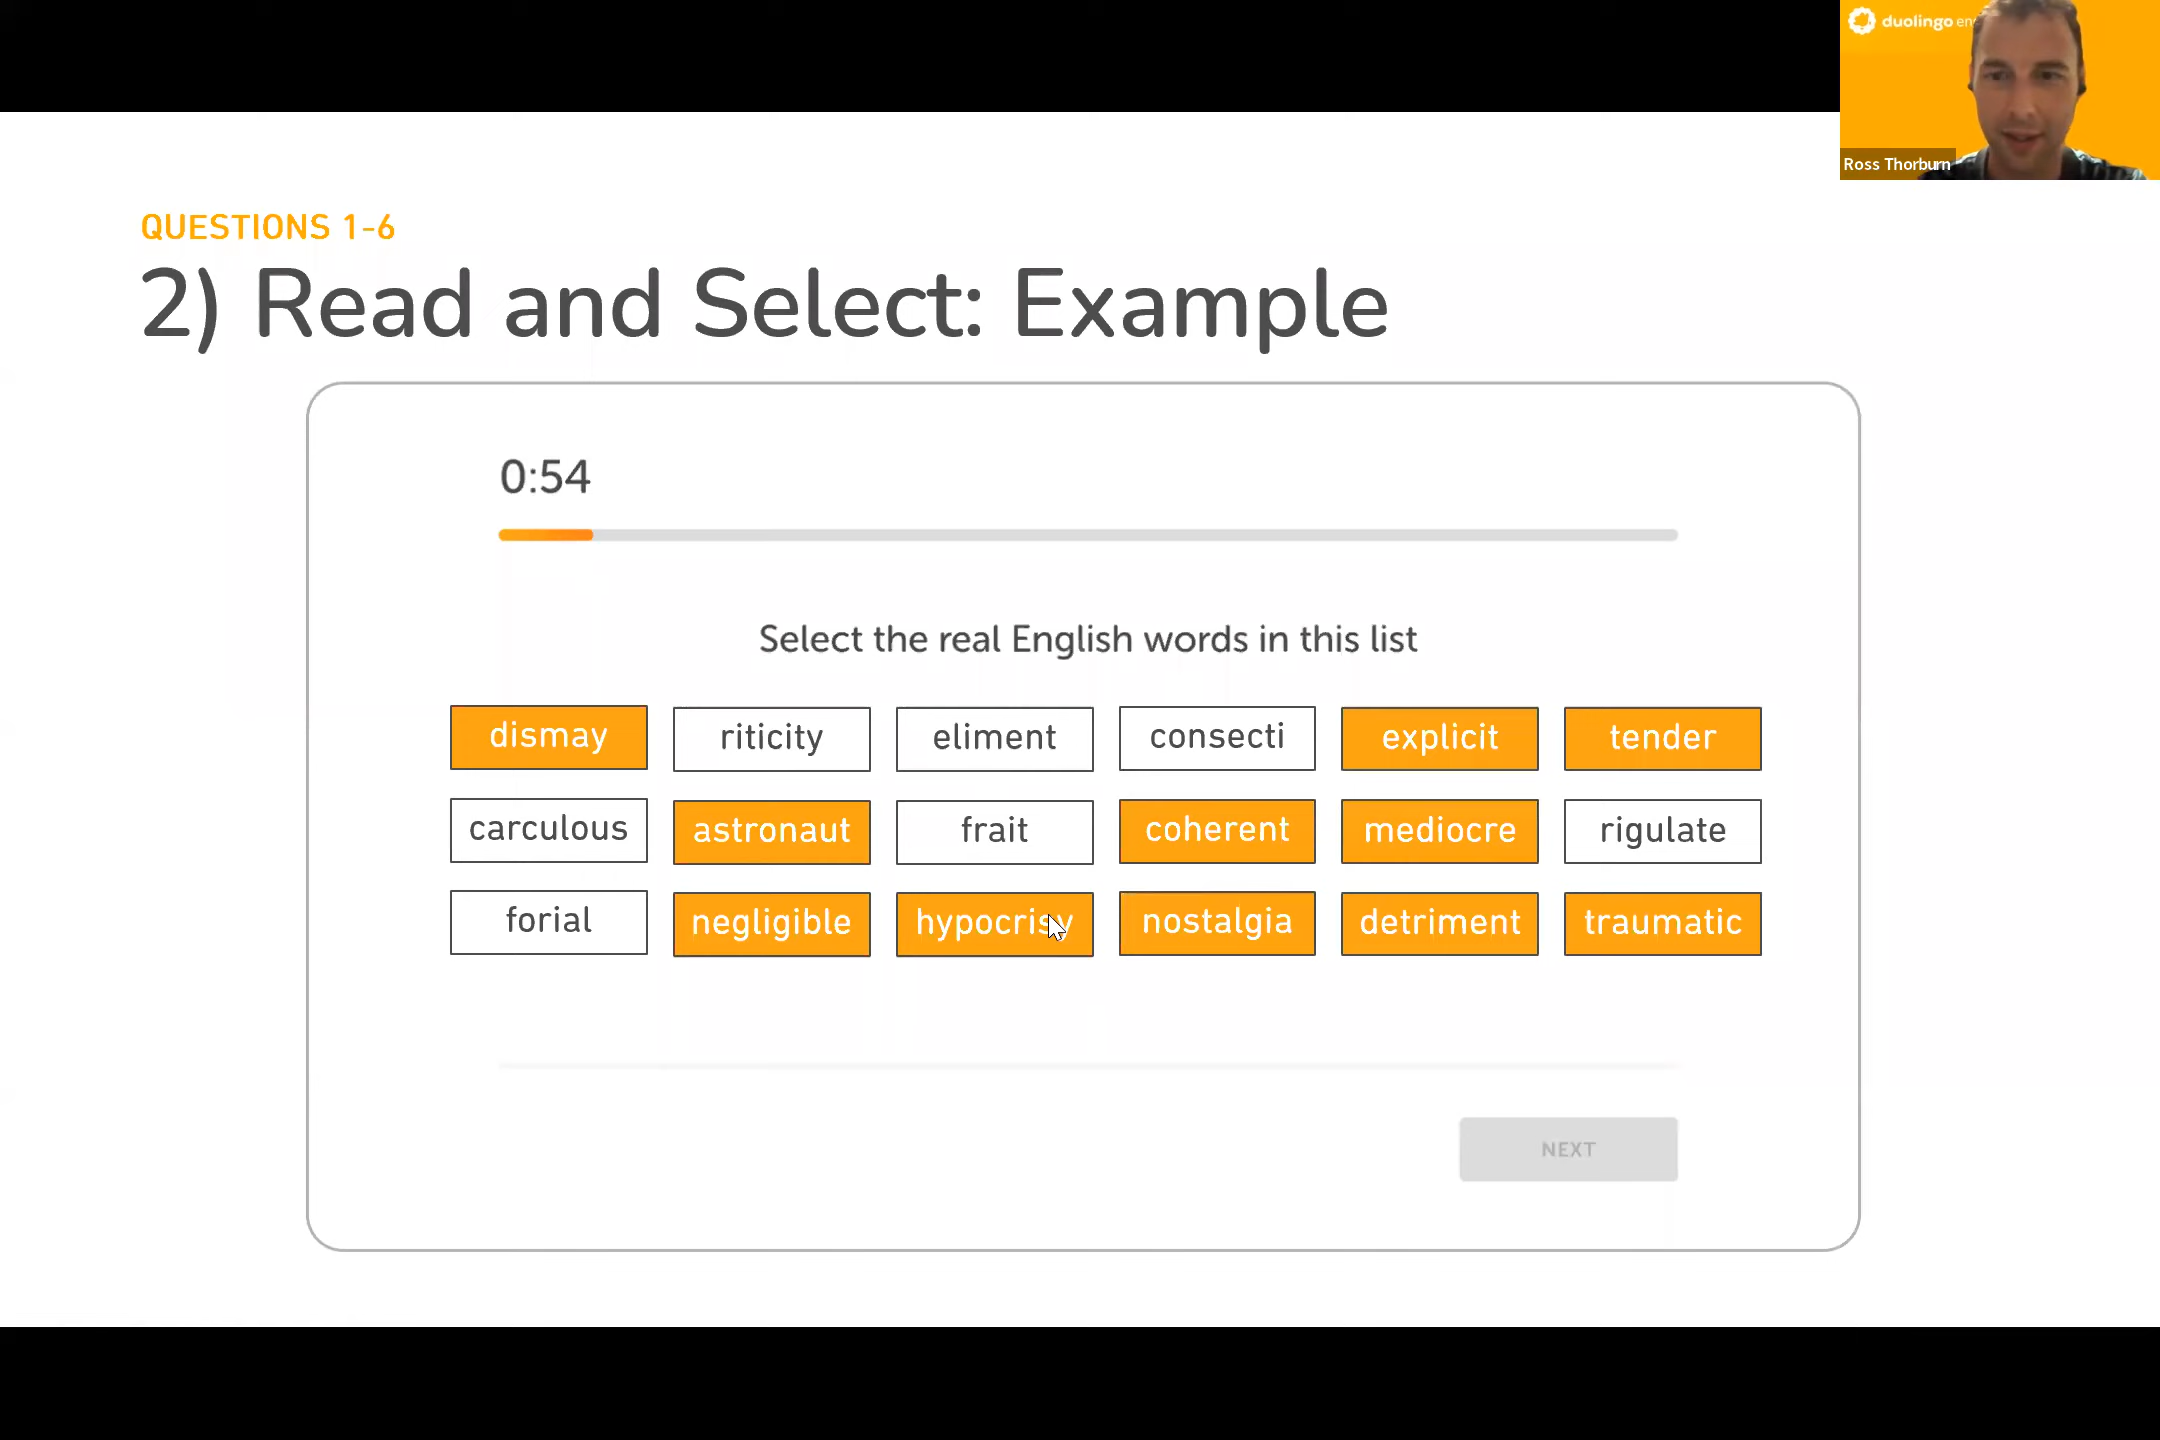 duolingo en
Ross Thorburn
QUESTIONS 1-6
2) Read and Select: Example
0:54
Select the real English words in this list
dismay riticity eliment consecti explicit tender
carculous astronaut frait coherent mediocre rigulate
forial negligible hypocrisy nostalgia detriment traumatic
NEXT